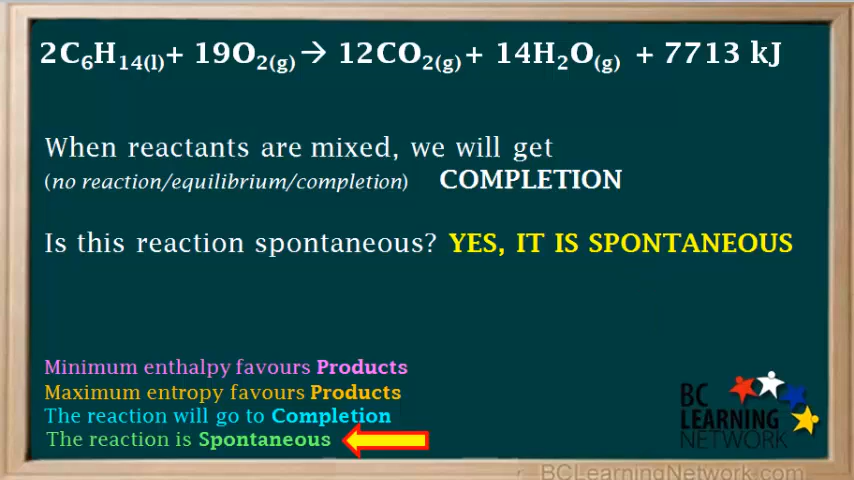 2C₆H₁₄₍ₗ₎+ 19O₂₍g₎ → 12CO₂₍g₎ + 14H₂O₍g₎ + 7713 kJ
When reactants are mixed, we will get
(no reaction/equilibrium/completion) COMPLETION
Is this reaction spontaneous? YES, IT IS SPONTANEOUS
Minimum enthalpy favours Products
Maximum entropy favours Products
The reaction will go to Completion
The reaction is Spontaneous
BC
LEARNING
NETWORK
BCLearningNetwork.com